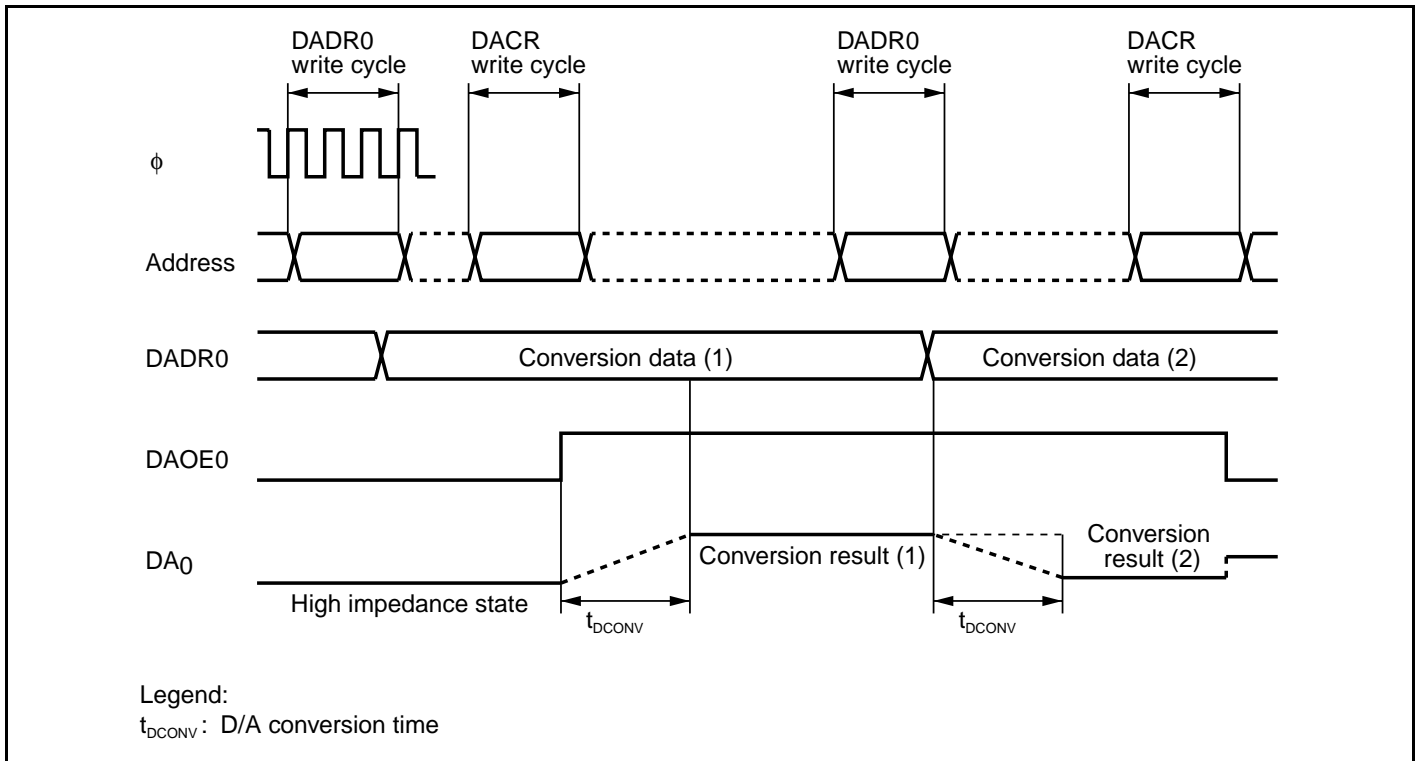 DADR0
write cycle
DACR
write cycle
DADR0
write cycle
DACR
write cycle
ϕ
Address
DADR0
Conversion data (1)
Conversion data (2)
DAOE0
DA0
Conversion result (1)
Conversion
result (2)
High impedance state
tDCONV
tDCONV
Legend:
tDCONV : D/A conversion time